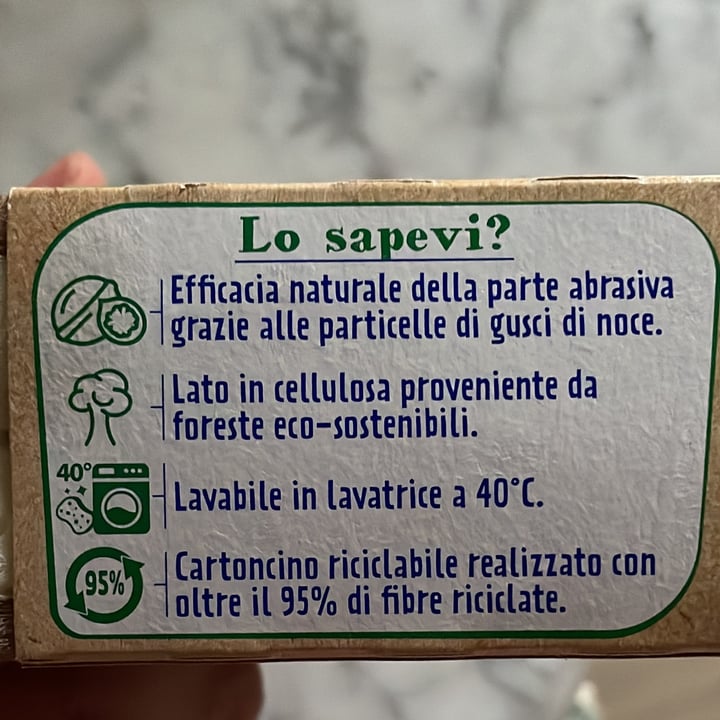 Lo sapevi?
Efficacia naturale della parte abrasiva
grazie alle particelle di gusci di noce.
Lato in cellulosa proveniente da
foreste eco-sostenibili.
40°
Lavabile in lavatrice a 40°C.
95%
Cartoncino riciclabile realizzato con
oltre il 95% di fibre riciclate.